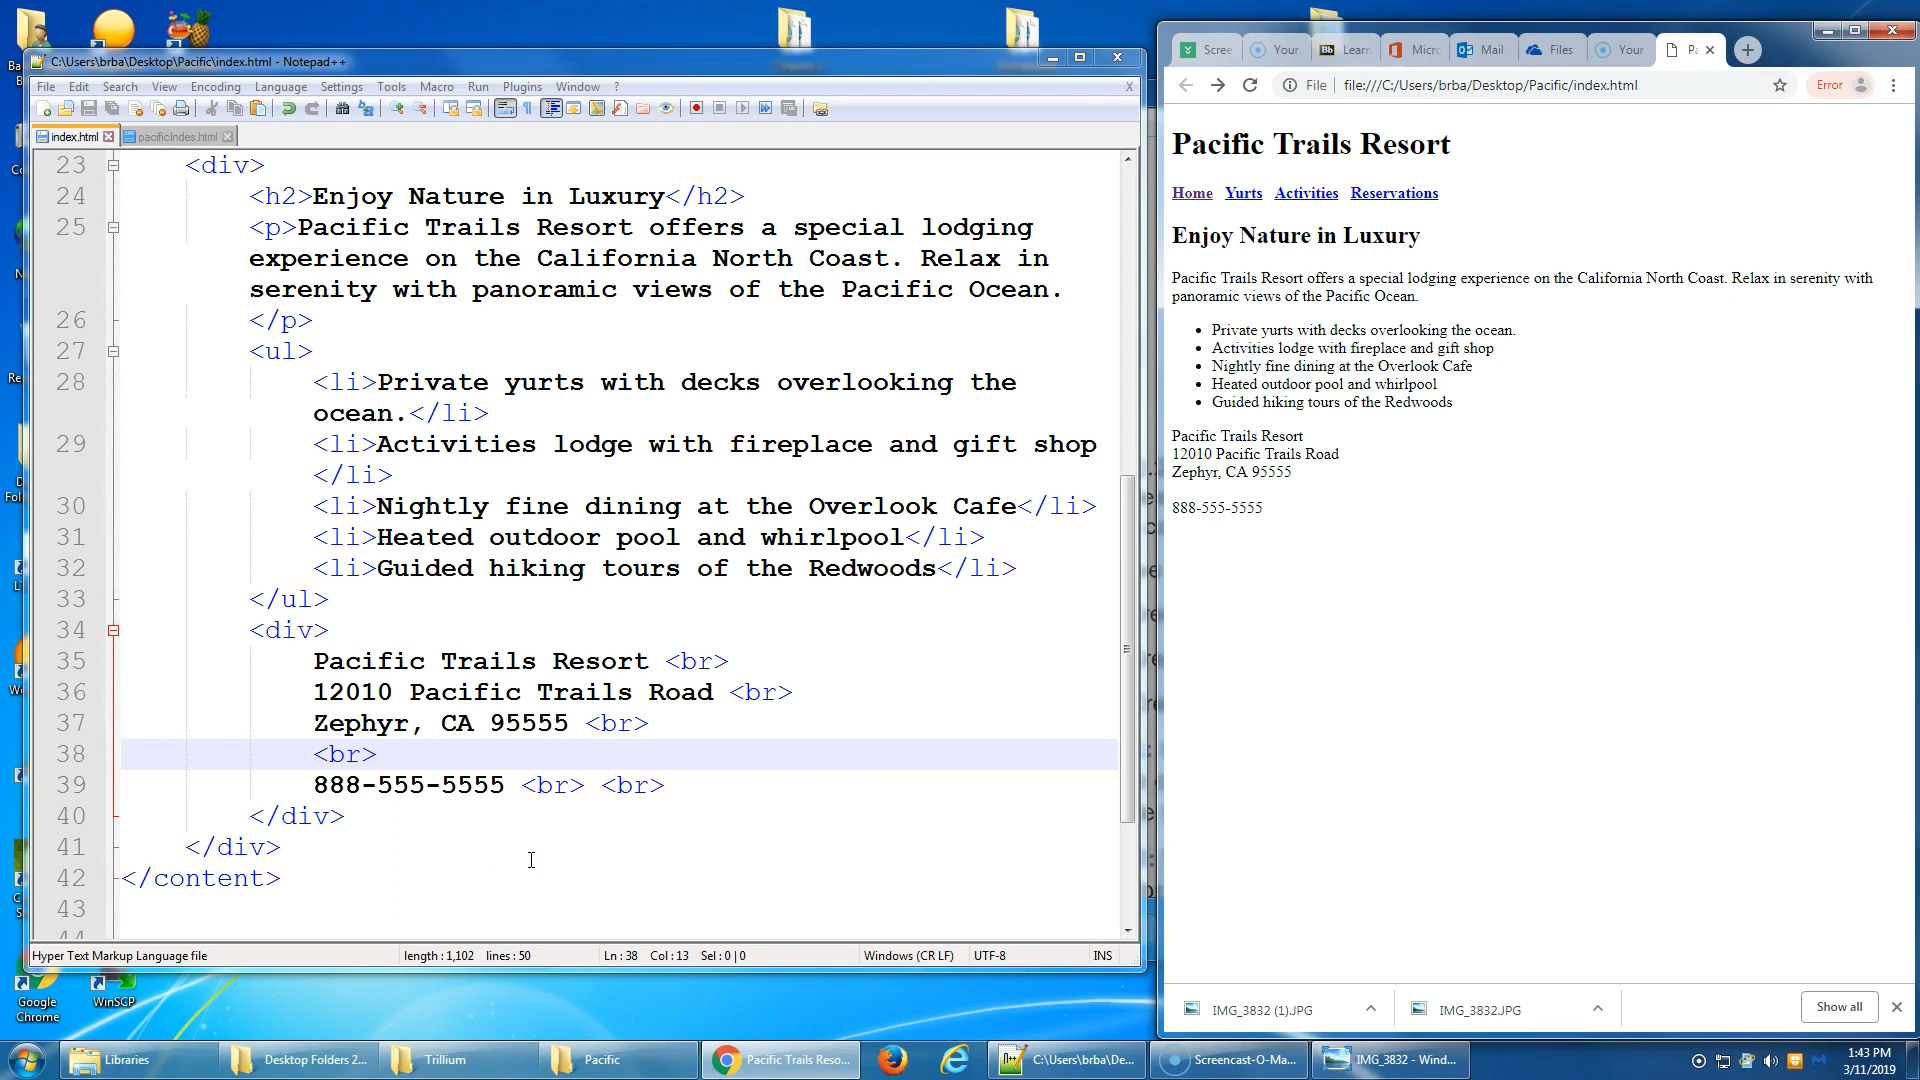 C:\Users\brba\Desktop\Pacific\index.html - Notepad++
File Edit Search View Encoding Language Settings Tools Macro Run Plugins Window ? X
index.html
pacificIndes.html
23 <div>
24 <h2>Enjoy Nature in Luxury</h2>
25 <p>Pacific Trails Resort offers a special lodging
experience on the California North Coast. Relax in
serenity with panoramic views of the Pacific Ocean.
26 </p>
27 <ul>
28 <li>Private yurts with decks overlooking the
ocean.</li>
29 <li>Activities lodge with fireplace and gift shop
</li>
30 <li>Nightly fine dining at the Overlook Cafe</li>
31 <li>Heated outdoor pool and whirlpool</li>
32 <li>Guided hiking tours of the Redwoods</li>
33 </ul>
34 <div>
35 Pacific Trails Resort <br>
36 12010 Pacific Trails Road <br>
37 Zephyr, CA 95555 <br>
38 <br>
39 888-555-5555 <br> <br>
40 </div>
41 </div>
42 </content>
43
44
Hyper Text Markup Language file length : 1,102 lines : 50 Ln : 38 Col : 13 Sel : 0 | 0 Windows (CR LF) UTF-8 INS
Scree Your Bb Learn Micro Mail Files Your Pa
File file:///C:/Users/brba/Desktop/Pacific/index.html Error
Pacific Trails Resort
Home Yurts Activities Reservations
Enjoy Nature in Luxury
Pacific Trails Resort offers a special lodging experience on the California North Coast. Relax in serenity with
panoramic views of the Pacific Ocean.
Private yurts with decks overlooking the ocean.
Activities lodge with fireplace and gift shop
Nightly fine dining at the Overlook Cafe
Heated outdoor pool and whirlpool
Guided hiking tours of the Redwoods
Pacific Trails Resort
12010 Pacific Trails Road
Zephyr, CA 95555
888-555-5555
IMG_3832 (1).JPG IMG_3832.JPG Show all
Google
Chrome
WinSCP
Libraries Desktop Folders 2... Trillium Pacific Pacific Trails Reso... C:\Users\brba\De... Screencast-O-Ma... IMG_3832 - Wind...
1:43 PM
3/11/2019